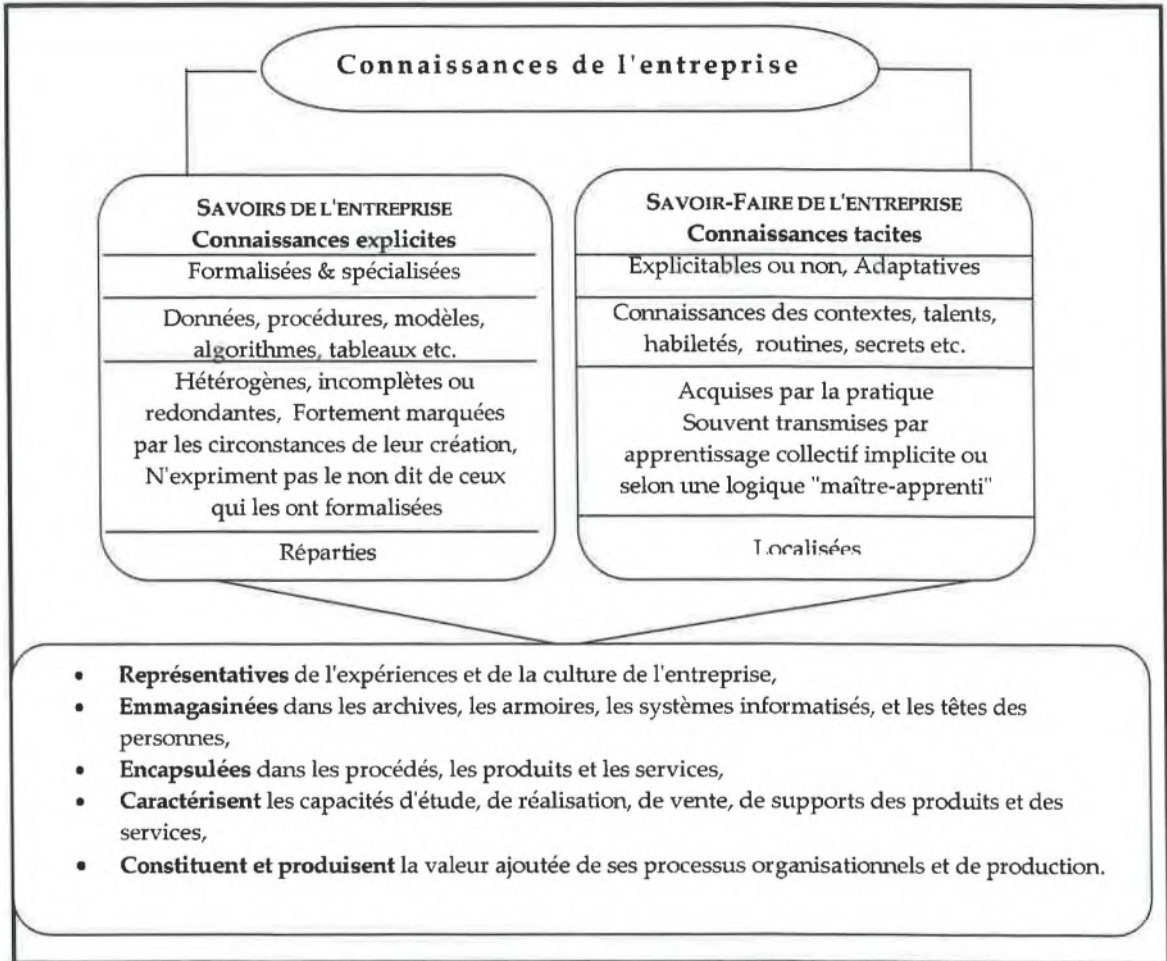 Connaissances de l'entreprise
SAVOIRS DE L'ENTREPRISE
Connaissances explicites
Formalisées & spécialisées
Données, procédures, modèles,
algorithmes, tableaux etc.
Hétérogènes, incomplètes ou
redondantes, Fortement marquées
par les circonstances de leur création,
N'expriment pas le non dit de ceux
qui les ont formalisées
Réparties
SAVOIR-FAIRE DE L'ENTREPRISE
Connaissances tacites
Explicitables ou non, Adaptatives
Connaissances des contextes, talents,
habiletés, routines, secrets etc.
Acquises par la pratique
Souvent transmises par
apprentissage collectif implicite ou
selon une logique "maître-apprenti"
Localisées
• Représentatives de l'expériences et de la culture de l'entreprise,
• Emmagasinées dans les archives, les armoires, les systèmes informatisés, et les têtes des
personnes,
• Encapsulées dans les procédés, les produits et les services,
• Caractérisent les capacités d'étude, de réalisation, de vente, de supports des produits et des
services,
• Constituent et produisent la valeur ajoutée de ses processus organisationnels et de production.